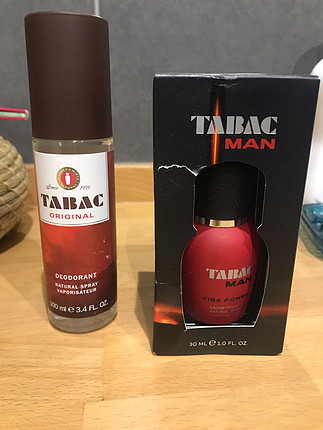 Since 1959
TABAC
ORIGINAL
DEODORANT
NATURAL SPRAY
VAPORISATEUR
100 ml e 3.4 FL. OZ.
TABAC
MAN
TABAC
MAN
FIRE POWER
30 ML e 1.0 FL. OZ.